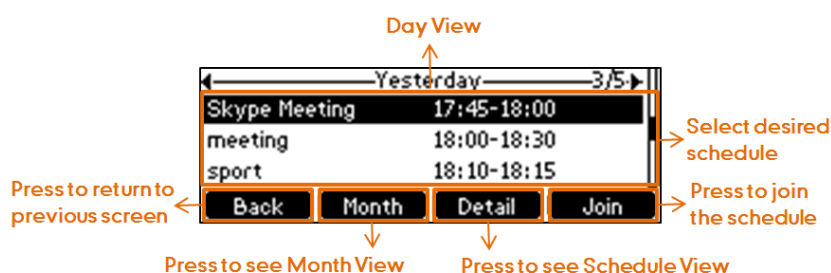 Day View
Yesterday 3/5
Skype Meeting 17:45-18:00
meeting 18:00-18:30
sport 18:10-18:15
Select desired
schedule
Press to return to
previous screen
Back Month Detail Join
Press to join
the schedule
Press to see Month View
Press to see Schedule View